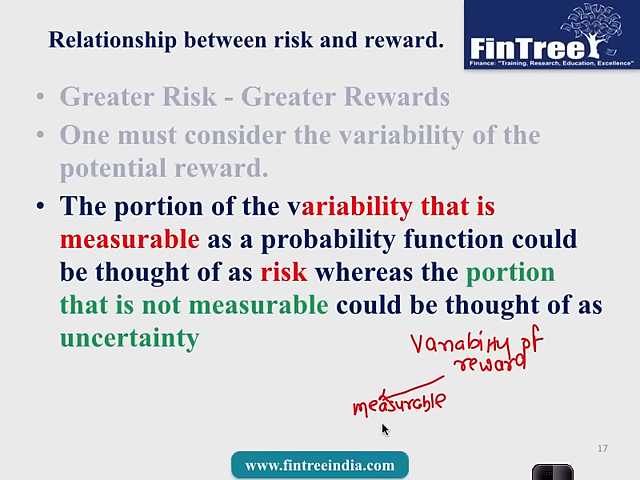 Relationship between risk and reward.
FinTree
Finance: "Training, Research, Education, Excellence"
• Greater Risk - Greater Rewards
• One must consider the variability of the
potential reward.
• The portion of the variability that is
measurable as a probability function could
be thought of as risk whereas the portion
that is not measurable could be thought of as
uncertainty
Variability of
reward
measurable
17
www.fintreeindia.com